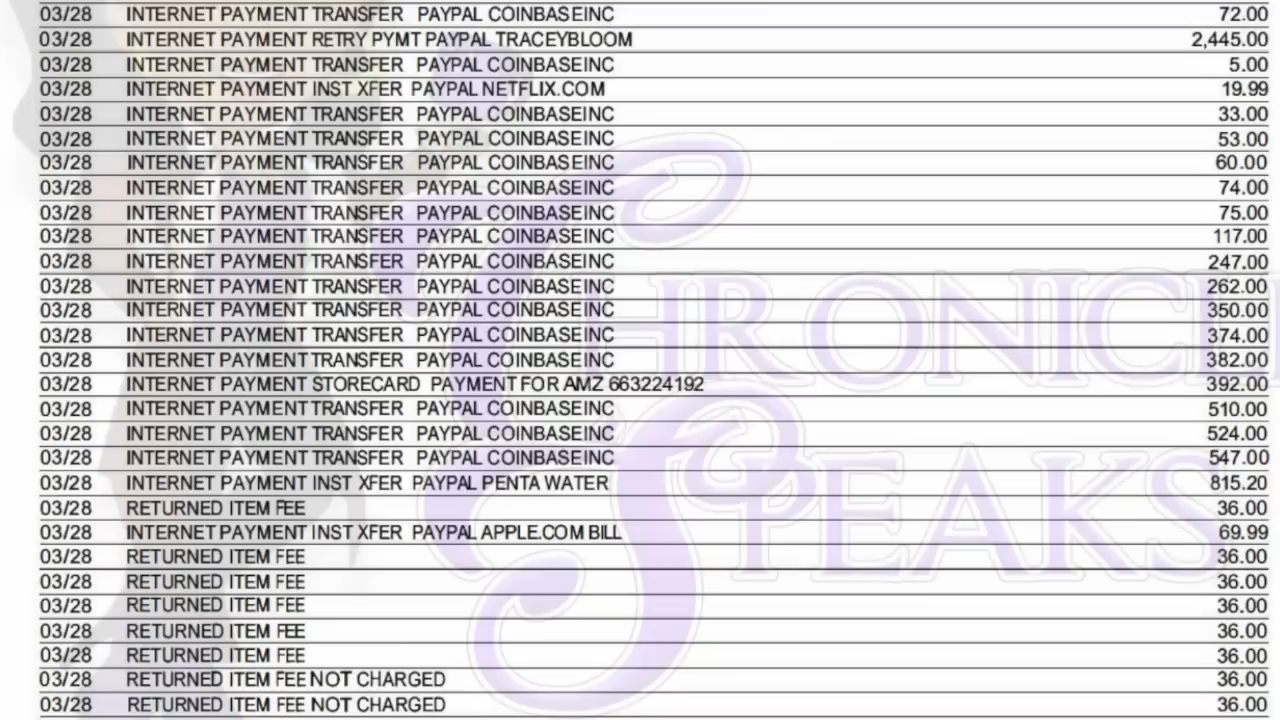 03/28 INTERNET PAYMENT TRANSFER PAYPAL COINBASEINC 72.00
03/28 INTERNET PAYMENT RETRY PYMT PAYPAL TRACEYBLOOM 2,445.00
03/28 INTERNET PAYMENT TRANSFER PAYPAL COINBASEINC 5.00
03/28 INTERNET PAYMENT INST XFER PAYPAL NETFLIX.COM 19.99
03/28 INTERNET PAYMENT TRANSFER PAYPAL COINBASEINC 33.00
03/28 INTERNET PAYMENT TRANSFER PAYPAL COINBASEINC 53.00
03/28 INTERNET PAYMENT TRANSFER PAYPAL COINBASEINC 60.00
03/28 INTERNET PAYMENT TRANSFER PAYPAL COINBASEINC 74.00
03/28 INTERNET PAYMENT TRANSFER PAYPAL COINBASEINC 75.00
03/28 INTERNET PAYMENT TRANSFER PAYPAL COINBASEINC 117.00
03/28 INTERNET PAYMENT TRANSFER PAYPAL COINBASEINC 247.00
03/28 INTERNET PAYMENT TRANSFER PAYPAL COINBASEINC 262.00
03/28 INTERNET PAYMENT TRANSFER PAYPAL COINBASEINC 350.00
03/28 INTERNET PAYMENT TRANSFER PAYPAL COINBASEINC 374.00
03/28 INTERNET PAYMENT TRANSFER PAYPAL COINBASEINC 382.00
03/28 INTERNET PAYMENT STORECARD PAYMENT FOR AMZ 663224192 392.00
03/28 INTERNET PAYMENT TRANSFER PAYPAL COINBASEINC 510.00
03/28 INTERNET PAYMENT TRANSFER PAYPAL COINBASEINC 524.00
03/28 INTERNET PAYMENT TRANSFER PAYPAL COINBASEINC 547.00
03/28 INTERNET PAYMENT INST XFER PAYPAL PENTA WATER 815.20
03/28 RETURNED ITEM FEE 36.00
03/28 INTERNET PAYMENT INST XFER PAYPAL APPLE.COM BILL 69.99
03/28 RETURNED ITEM FEE 36.00
03/28 RETURNED ITEM FEE 36.00
03/28 RETURNED ITEM FEE 36.00
03/28 RETURNED ITEM FEE 36.00
03/28 RETURNED ITEM FEE 36.00
03/28 RETURNED ITEM FEE NOT CHARGED 36.00
03/28 RETURNED ITEM FEE NOT CHARGED 36.00
SPEAKS